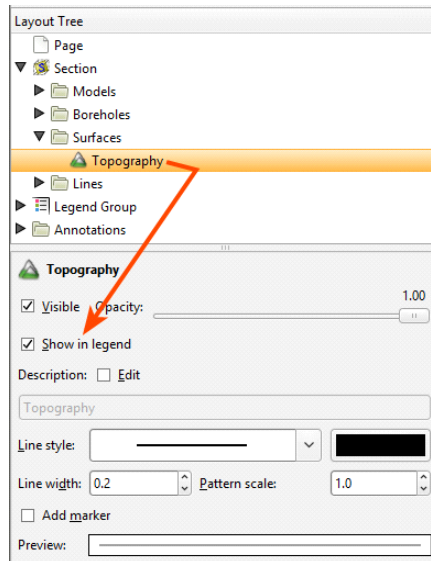 Layout Tree
Page
Section
Models
Boreholes
Surfaces
Topography
Lines
Legend Group
Annotations
Topography
Visible Opacity: 1.00
Show in legend
Description: Edit
Topography
Line style:
Line width: 0.2 Pattern scale: 1.0
Add marker
Preview: